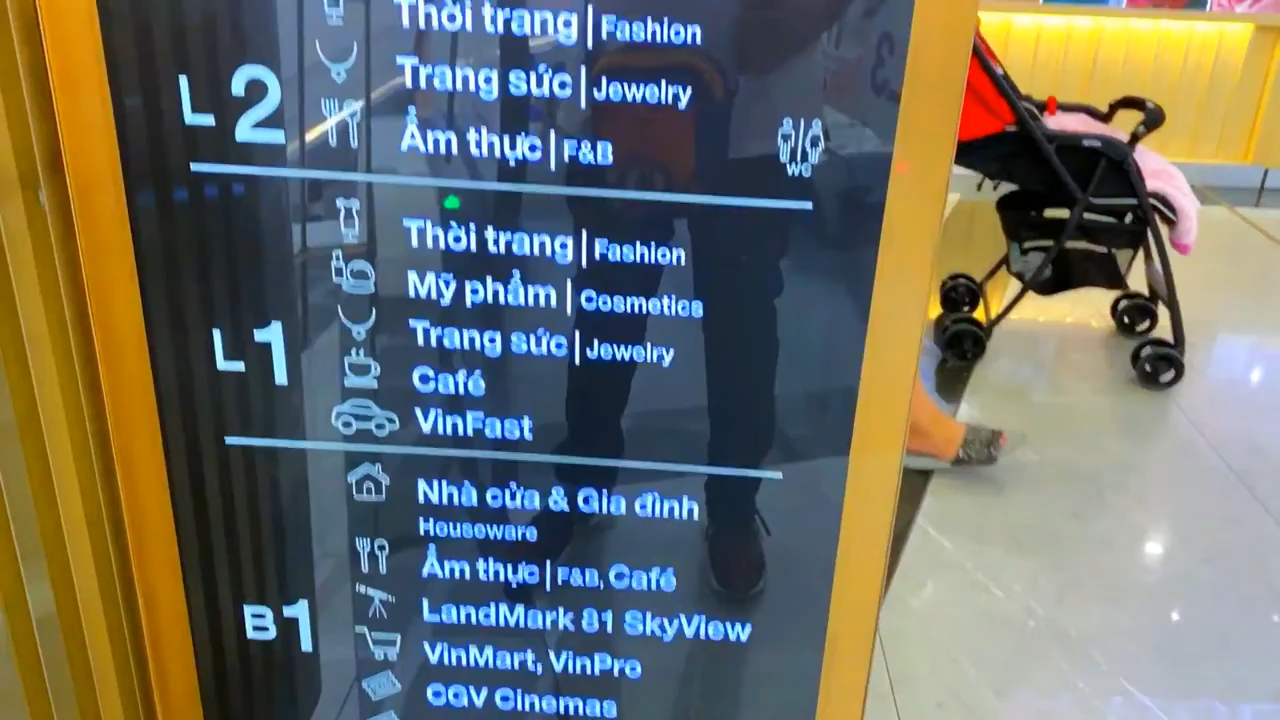 Thời trang | Fashion
L2
Trang sức | Jewelry
Ẩm thực | F&B
WC
Thời trang | Fashion
Mỹ phẩm | Cosmetics
L1
Trang sức | Jewelry
Café
VinFast
Nhà cửa & Gia đình
Houseware
Ẩm thực | F&B, Café
B1
LandMark 81 SkyView
VinMart, VinPro
CGV Cinemas